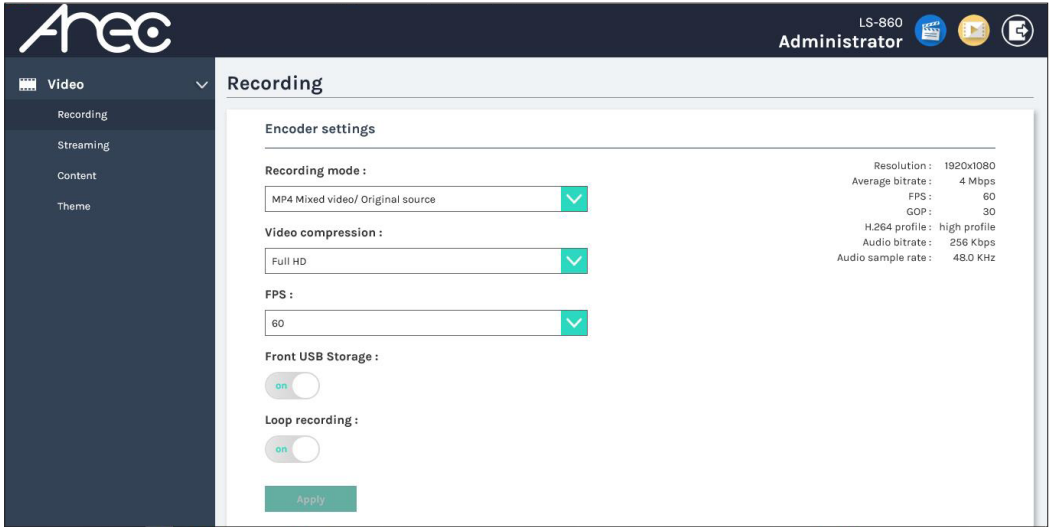 Arec
LS-860
Administrator
Video
Recording
Streaming
Content
Theme
Recording
Encoder settings
Recording mode :
MP4 Mixed video/ Original source
Video compression :
Full HD
FPS :
60
Front USB Storage :
on
Loop recording :
on
Apply
Resolution : 1920x1080
Average bitrate : 4 Mbps
FPS : 60
GOP : 30
H.264 profile : high profile
Audio bitrate : 256 Kbps
Audio sample rate : 48.0 KHz